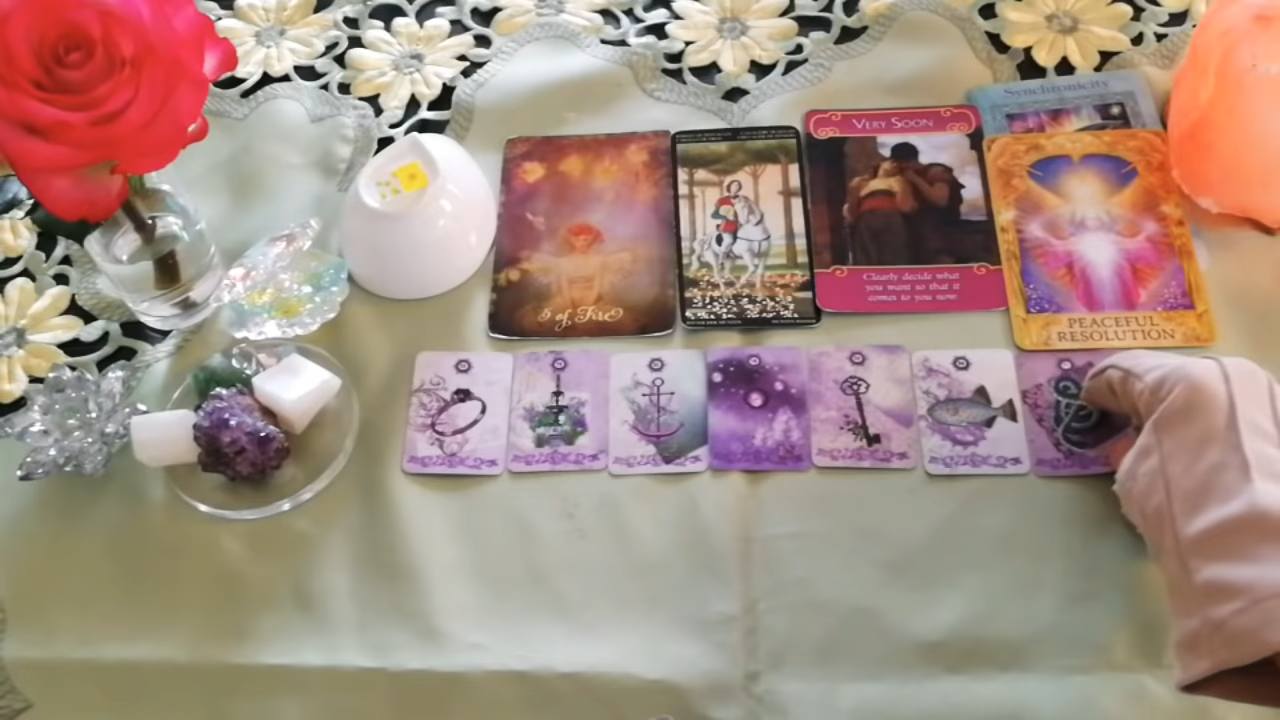 5 of Fire
VERY SOON
Clearly decide what
you want so that it
comes to you now.
Synchronicity
PEACEFUL
RESOLUTION